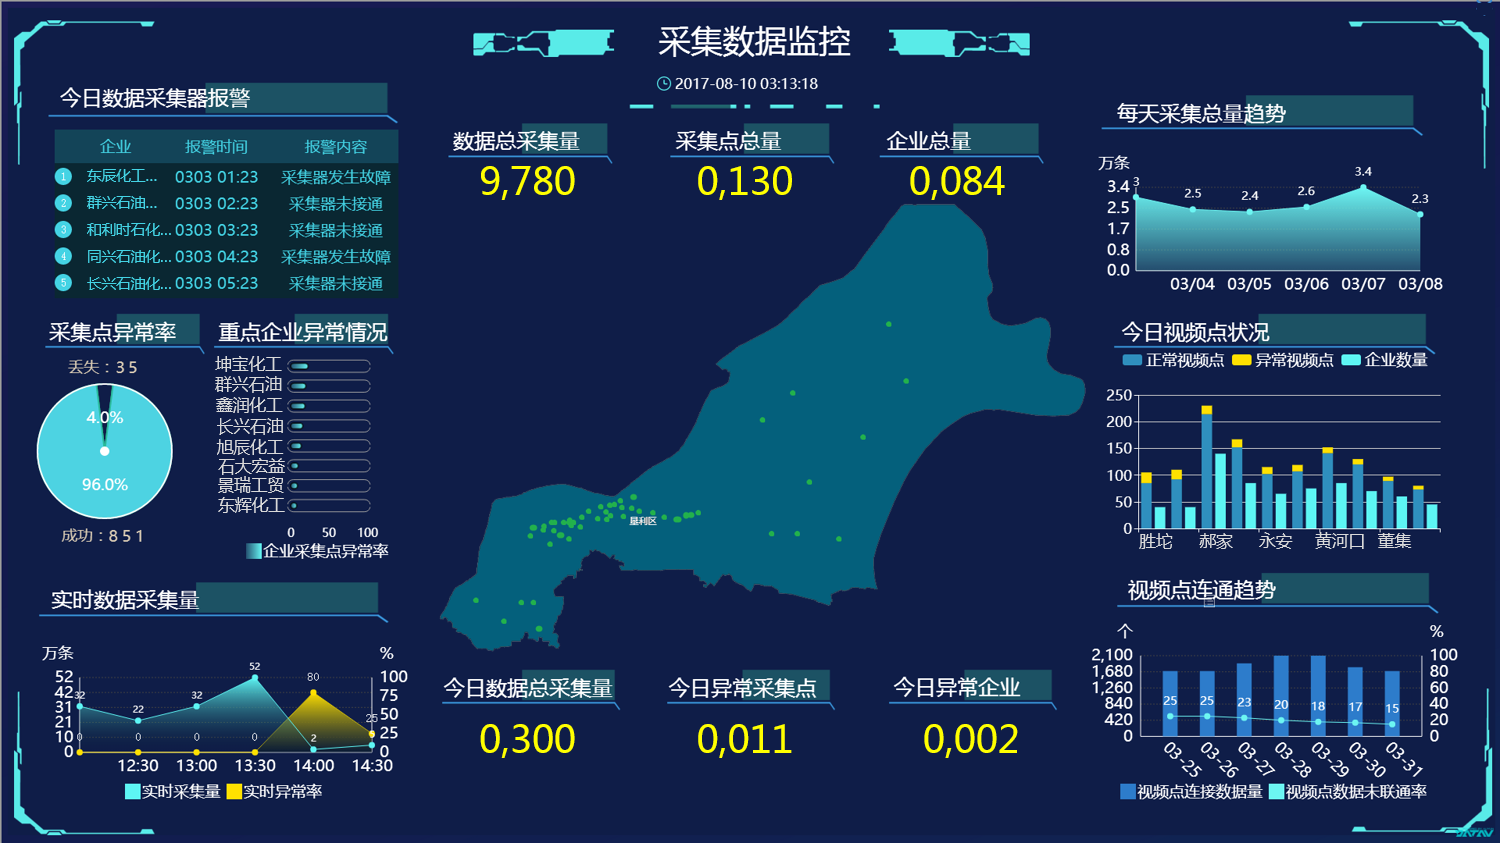 采集数据监控
2017-08-10 03:13:18
今日数据采集器报警
企业 报警时间 报警内容
1 东辰化工... 0303 01:23 采集器发生故障
2 群兴石油... 0303 02:23 采集器未接通
3 和利时石化... 0303 03:23 采集器未接通
4 同兴石油化... 0303 04:23 采集器发生故障
5 长兴石油化... 0303 05:23 采集器未接通
采集点异常率
丢失：35
4.0%
96.0%
成功：851
重点企业异常情况
坤宝化工
群兴石油
鑫润化工
长兴石油
旭辰化工
石大宏益
景瑞工贸
东辉化工
0 50 100
企业采集点异常率
实时数据采集量
万条 %
52 42 31 21 10 0
100 75 50 25 0
32 22 32 52 2
0 0 0 0 80 25
12:30 13:00 13:30 14:00 14:30
实时采集量 实时异常率
数据总采集量
9,780
采集点总量
0,130
企业总量
0,084
垦利区
今日数据总采集量
0,300
今日异常采集点
0,011
今日异常企业
0,002
每天采集总量趋势
万条
3.4 2.5 1.7 0.8 0.0
3 2.5 2.4 2.6 3.4 2.3
03/04 03/05 03/06 03/07 03/08
今日视频点状况
正常视频点 异常视频点 企业数量
250
200
150
100
50
0
胜坨 郝家 永安 黄河口 董集
视频点连通趋势
个 %
2,100 100
1,680 80
1,260 60
840 40
420 20
0 0
25 25 23 20 18 17 15
03-25 03-26 03-27 03-28 03-29 03-30 03-31
视频点连接数据量 视频点数据未联通率